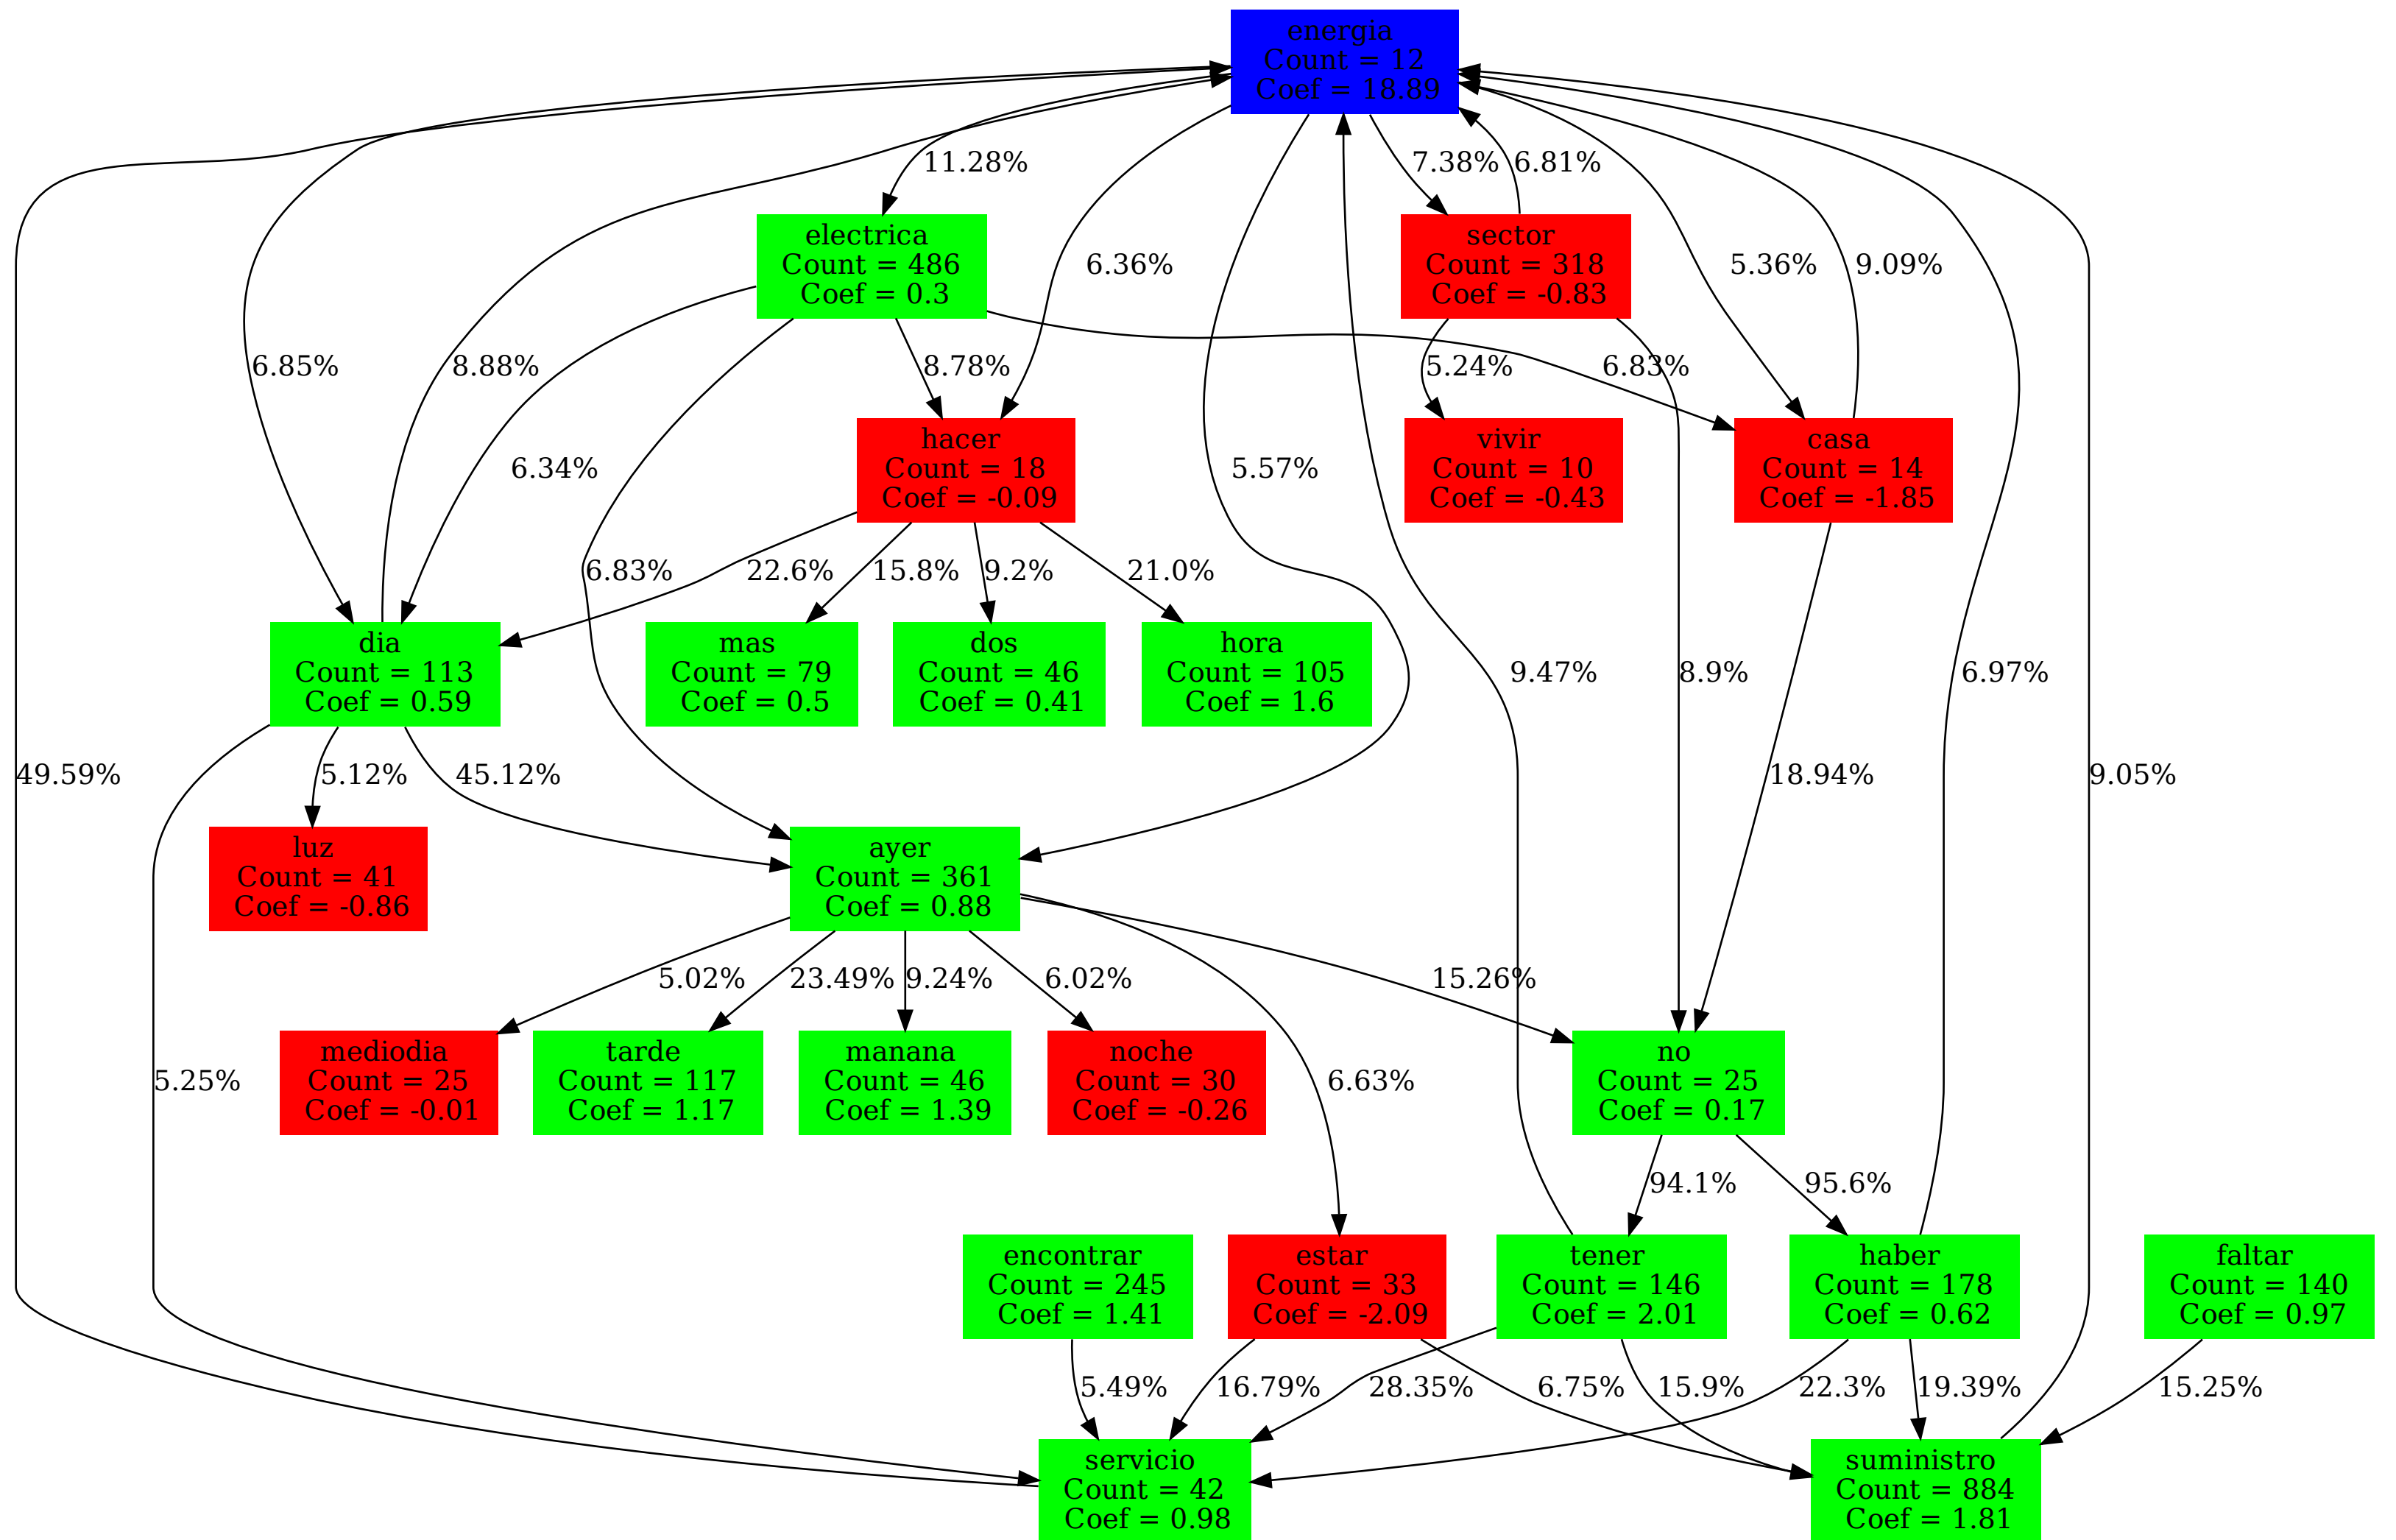 energia
Count = 12
Coef = 18.89
11.28%
7.38%
6.81%
electrica
Count = 486
Coef = 0.3
6.36%
sector
Count = 318
Coef = -0.83
5.36%
9.09%
6.85%
8.88%
8.78%
5.24%
6.83%
6.34%
hacer
Count = 18
Coef = -0.09
5.57%
vivir
Count = 10
Coef = -0.43
casa
Count = 14
Coef = -1.85
6.83%
22.6%
15.8%
9.2%
21.0%
dia
Count = 113
Coef = 0.59
mas
Count = 79
Coef = 0.5
dos
Count = 46
Coef = 0.41
hora
Count = 105
Coef = 1.6
9.47%
8.9%
6.97%
49.59%
5.12%
45.12%
18.94%
9.05%
luz
Count = 41
Coef = -0.86
ayer
Count = 361
Coef = 0.88
5.02%
23.49%
9.24%
6.02%
15.26%
5.25%
mediodia
Count = 25
Coef = -0.01
tarde
Count = 117
Coef = 1.17
manana
Count = 46
Coef = 1.39
noche
Count = 30
Coef = -0.26
6.63%
no
Count = 25
Coef = 0.17
94.1%
95.6%
encontrar
Count = 245
Coef = 1.41
estar
Count = 33
Coef = -2.09
tener
Count = 146
Coef = 2.01
haber
Count = 178
Coef = 0.62
faltar
Count = 140
Coef = 0.97
5.49%
16.79%
28.35%
6.75%
15.9%
22.3%
19.39%
15.25%
servicio
Count = 42
Coef = 0.98
suministro
Count = 884
Coef = 1.81